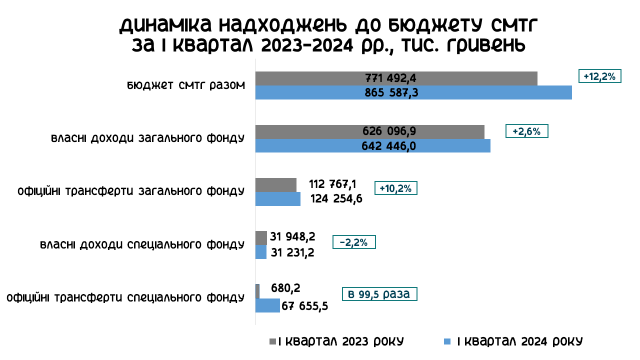 ДИНАМІКА НАДХОДЖЕНЬ ДО БЮДЖЕТУ СМТГ
ЗА І КВАРТАЛ 2023-2024 РР., ТИС. ГРИВЕНЬ
БЮДЖЕТ СМТГ РАЗОМ
771 492,4
865 587,3
+12,2%
ВЛАСНІ ДОХОДИ ЗАГАЛЬНОГО ФОНДУ
626 096,9
642 446,0
+2,6%
ОФІЦІЙНІ ТРАНСФЕРТИ ЗАГАЛЬНОГО ФОНДУ
112 767,1
124 254,6
+10,2%
ВЛАСНІ ДОХОДИ СПЕЦІАЛЬНОГО ФОНДУ
31 948,2
31 231,2
-2,2%
ОФІЦІЙНІ ТРАНСФЕРТИ СПЕЦІАЛЬНОГО ФОНДУ
680,2
67 655,5
В 99,5 РАЗА
І КВАРТАЛ 2023 РОКУ
І КВАРТАЛ 2024 РОКУ